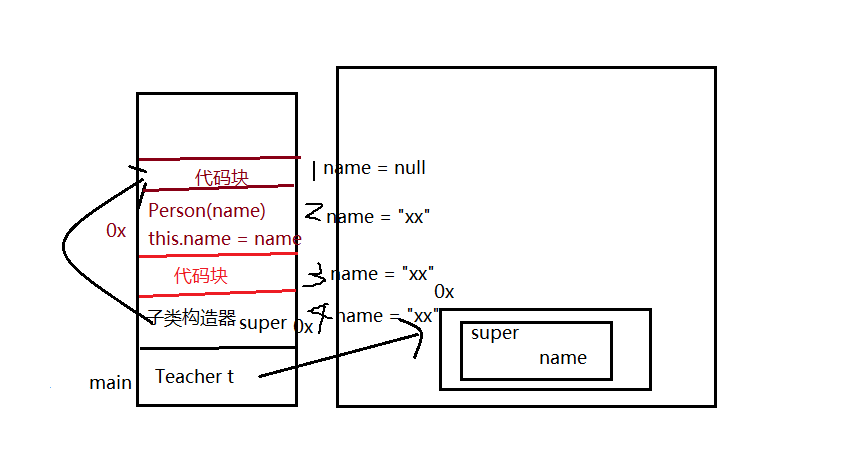 代码块
1 name = null
Person(name)
2 name = "xx"
0x
this.name = name
代码块
3 name = "xx"
0x
子类构造器 super 0x
4 name = "xx"
super
name
main
Teacher t